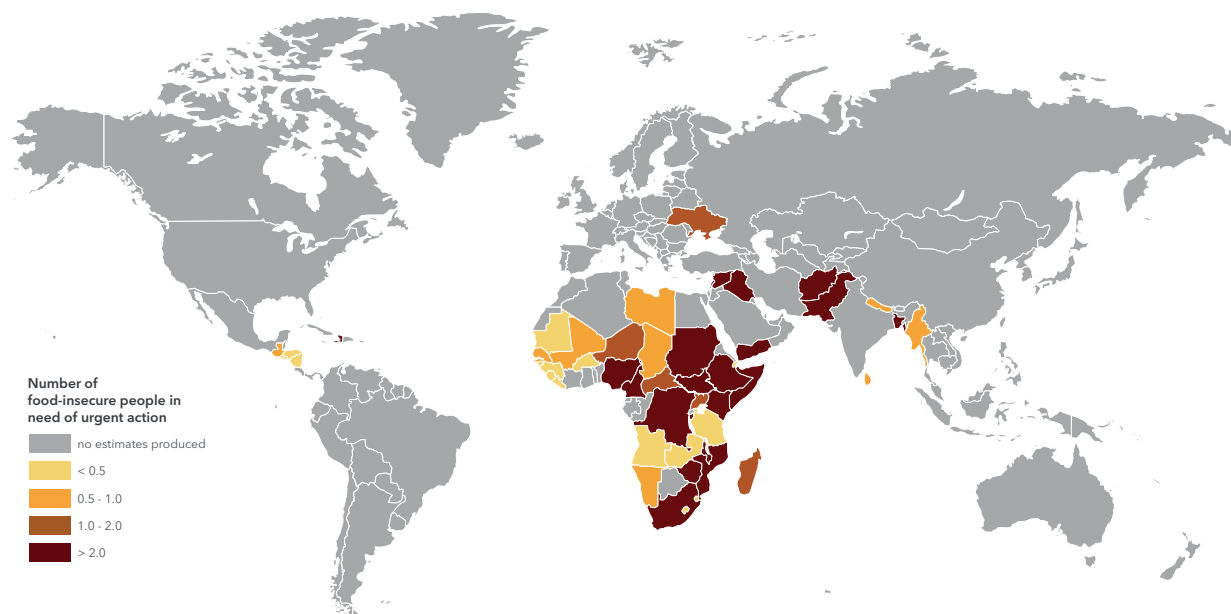 Number of
food-insecure people in
need of urgent action
no estimates produced
< 0.5
0.5 - 1.0
1.0 - 2.0
> 2.0